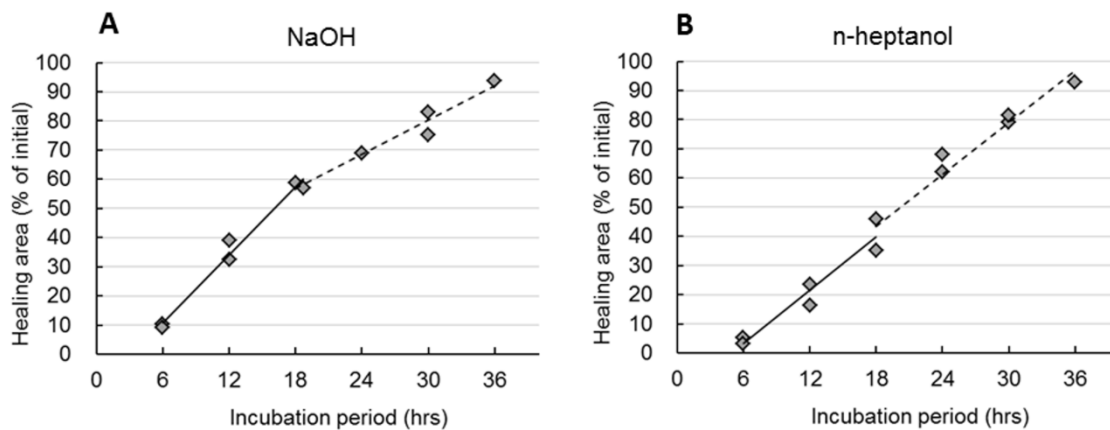 A
NaOH
Healing area (% of initial)
100
90
80
70
60
50
40
30
20
10
0
0 6 12 18 24 30 36
Incubation period (hrs)
B
n-heptanol
Healing area (% of initial)
100
90
80
70
60
50
40
30
20
10
0
0 6 12 18 24 30 36
Incubation period (hrs)